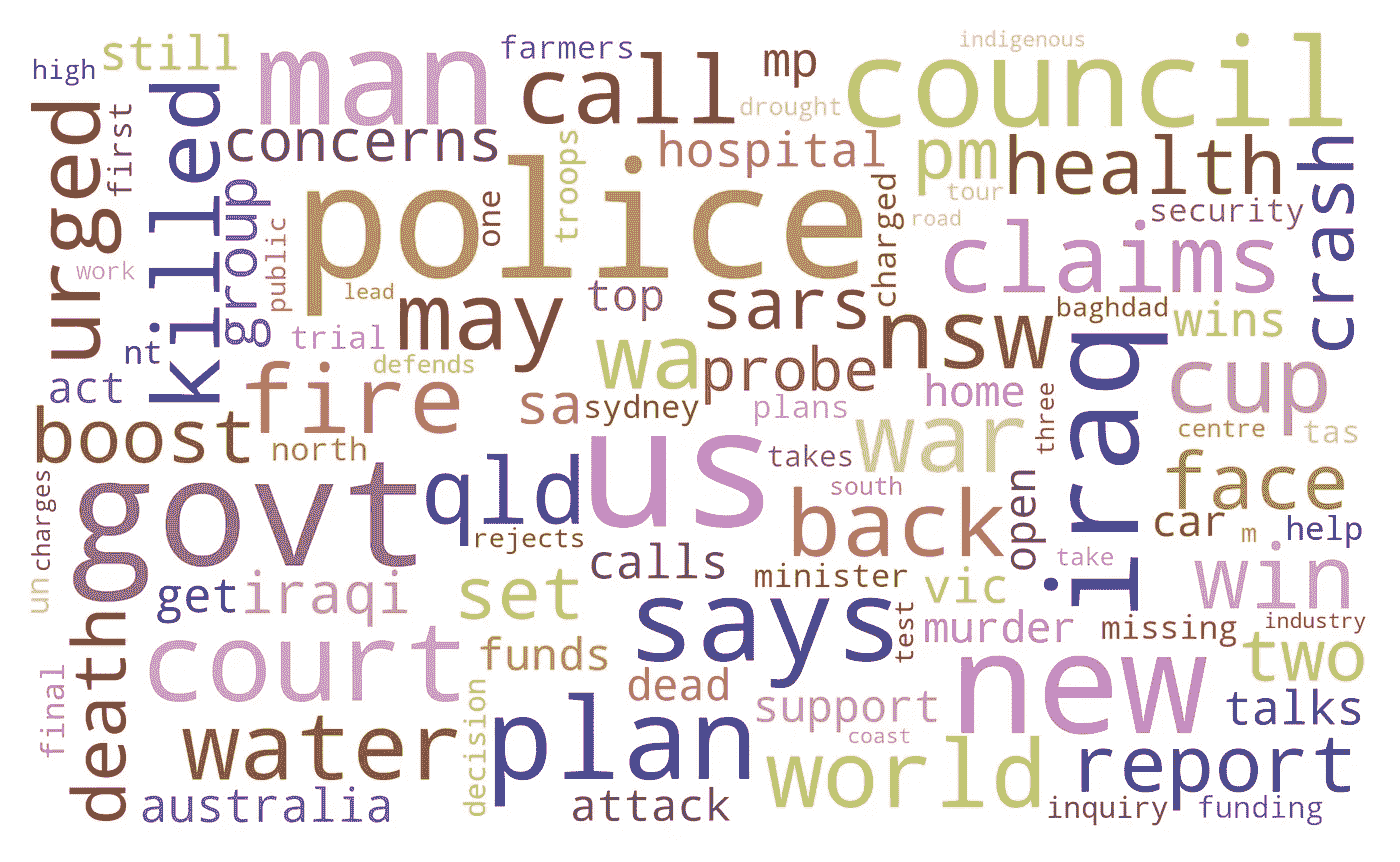 high
still
man
farmers
call
mp
indigenous
council
drought
urged
first
killed
concerns
troops
hospital
pm
tour
health
crash
group
public
police
one
charged
road
security
claims
work
lead
may
top
sars
nsw
baghdad
wins
nt
trial
defends
wa
probe
iraq
act
fire
sa
sydney
plans
home
three
cup
centre
tas
boost
north
us
takes
war
south
govt
qld
rejects
back
open
face
car
m
help
charges
un
get
iraqi
set
calls
minister
vic
take
win
death
court
funds
says
test
murder
missing
industry
two
final
dead
support
new
talks
water
decision
plan
coast
world
report
australia
attack
inquiry
funding